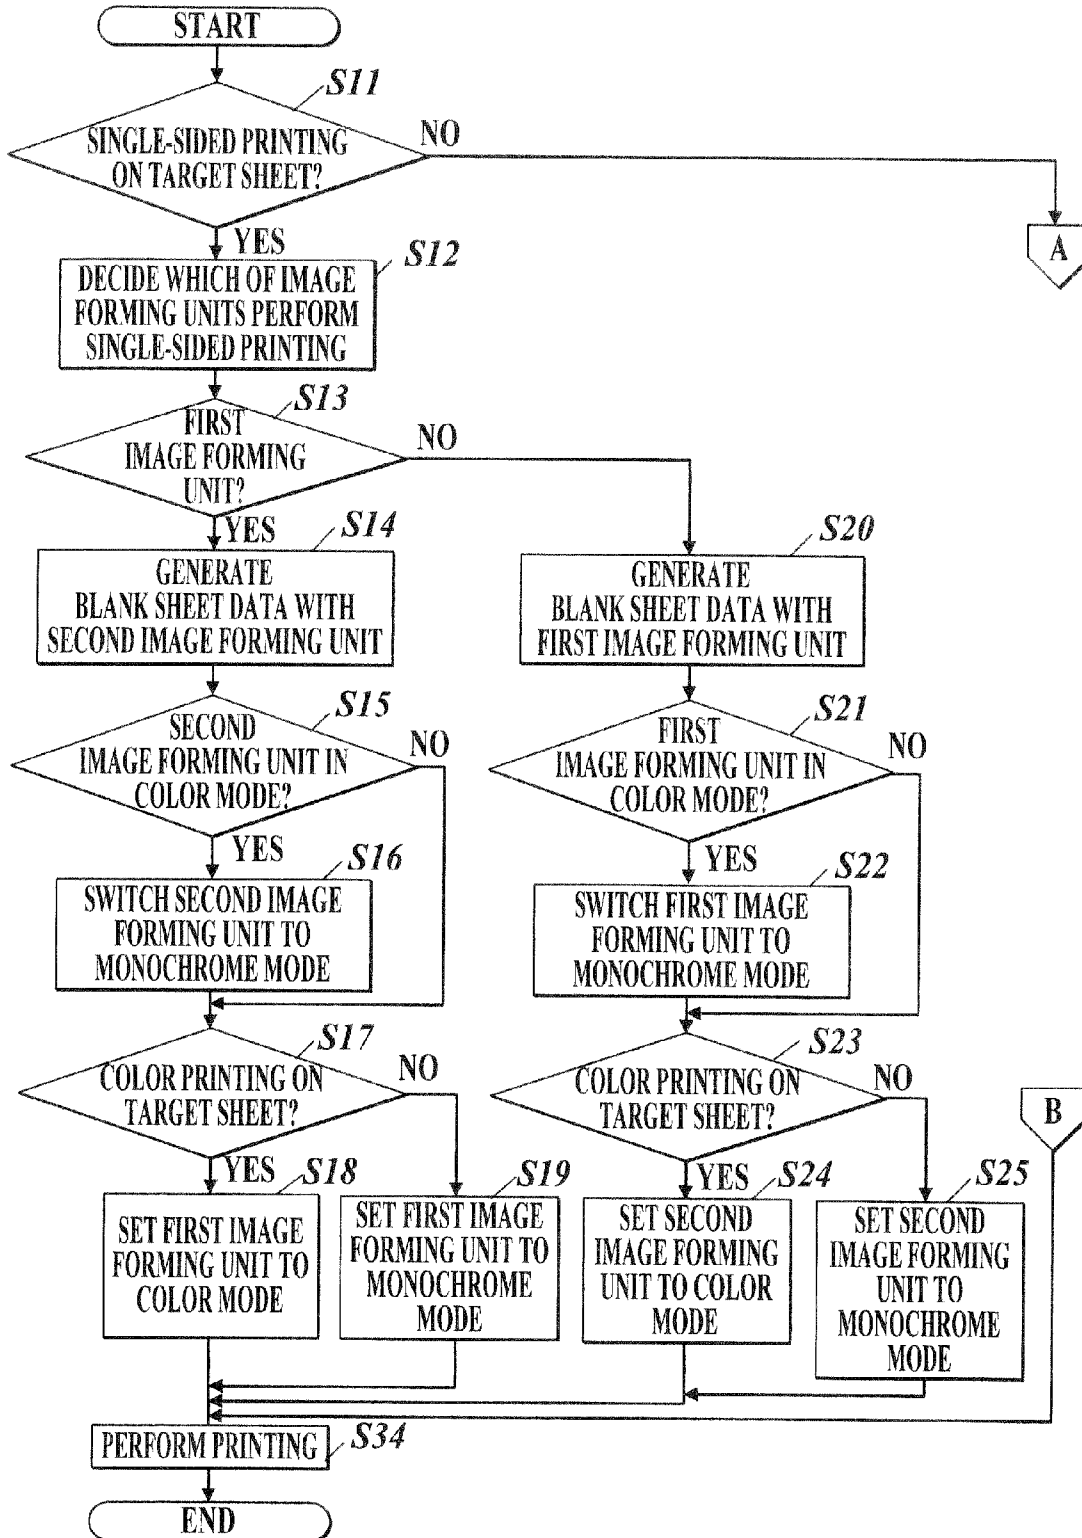 START
S11
SINGLE-SIDED PRINTING
ON TARGET SHEET?
NO
A
YES
S12
DECIDE WHICH OF IMAGE
FORMING UNITS PERFORM
SINGLE-SIDED PRINTING
S13
FIRST
IMAGE FORMING
UNIT?
NO
YES
S14
GENERATE
BLANK SHEET DATA WITH
SECOND IMAGE FORMING UNIT
S20
GENERATE
BLANK SHEET DATA WITH
FIRST IMAGE FORMING UNIT
S15
SECOND
IMAGE FORMING UNIT IN
COLOR MODE?
NO
YES
S21
FIRST
IMAGE FORMING UNIT IN
COLOR MODE?
NO
YES
S16
SWITCH SECOND IMAGE
FORMING UNIT TO
MONOCHROME MODE
S22
SWITCH FIRST IMAGE
FORMING UNIT TO
MONOCHROME MODE
S17
COLOR PRINTING ON
TARGET SHEET?
NO
YES
S23
COLOR PRINTING ON
TARGET SHEET?
NO
YES
B
S18
SET FIRST IMAGE
FORMING UNIT TO
COLOR MODE
S19
SET FIRST IMAGE
FORMING UNIT TO
MONOCHROME
MODE
S24
SET SECOND
IMAGE FORMING
UNIT TO COLOR
MODE
S25
SET SECOND
IMAGE FORMING
UNIT TO
MONOCHROME
MODE
PERFORM PRINTING
S34
END